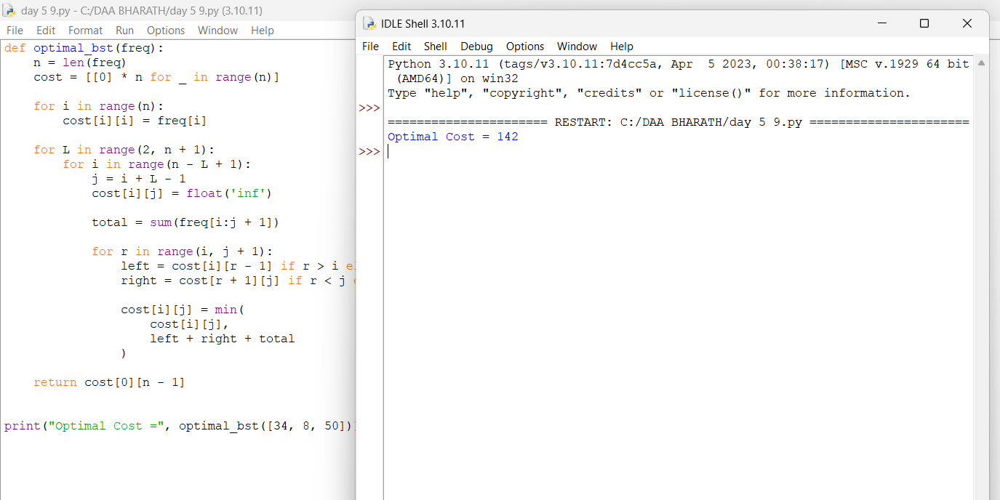 day 5 9.py - C:/DAA BHARATH/day 5 9.py (3.10.11)
File Edit Format Run Options Window Help
def optimal_bst(freq):
    n = len(freq)
    cost = [[0] * n for _ in range(n)]

    for i in range(n):
        cost[i][i] = freq[i]

    for L in range(2, n + 1):
        for i in range(n - L + 1):
            j = i + L - 1
            cost[i][j] = float('inf')

            total = sum(freq[i:j + 1])

            for r in range(i, j + 1):
                left = cost[i][r - 1] if r > i
                right = cost[r + 1][j] if r < j

                cost[i][j] = min(
                    cost[i][j],
                    left + right + total
                )

    return cost[0][n - 1]


print("Optimal Cost =", optimal_bst([34, 8, 50]))
IDLE Shell 3.10.11
File Edit Shell Debug Options Window Help
Python 3.10.11 (tags/v3.10.11:7d4cc5a, Apr  5 2023, 00:38:17) [MSC v.1929 64 bit
 (AMD64)] on win32
Type "help", "copyright", "credits" or "license()" for more information.
>>>
====================== RESTART: C:/DAA BHARATH/day 5 9.py ======================
Optimal Cost = 142
>>>